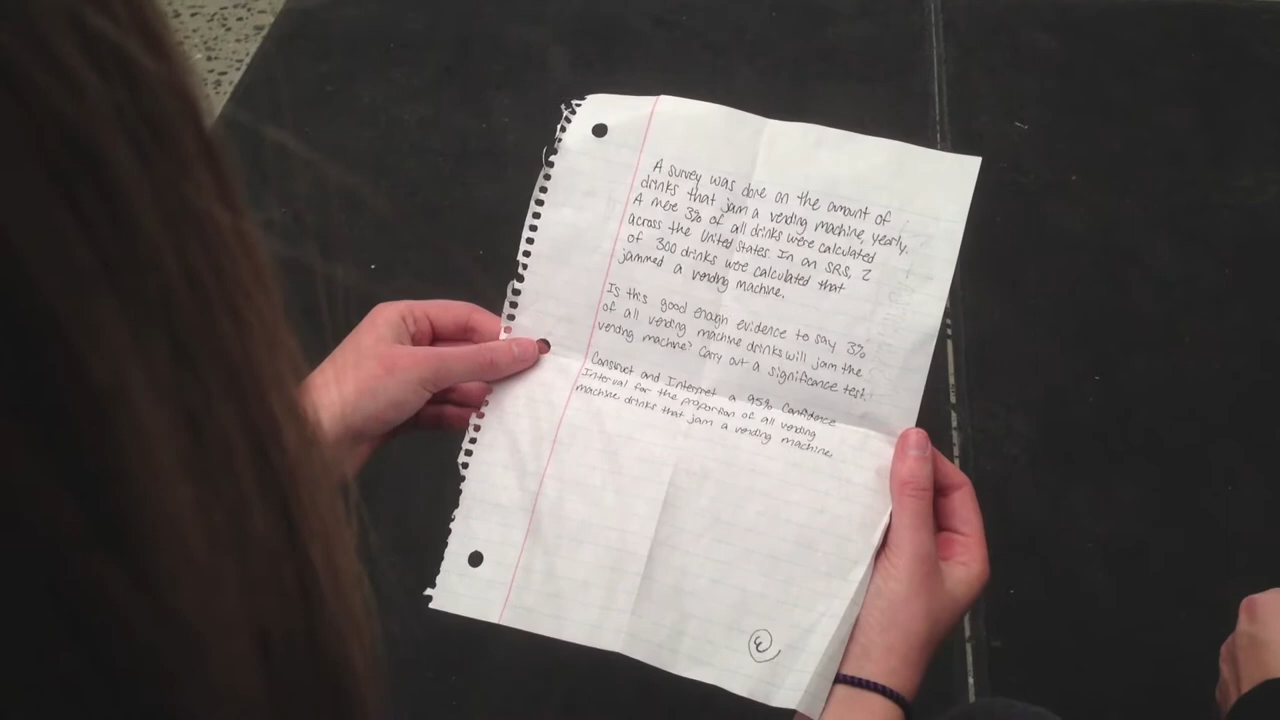 A survey was done on the amount of
drinks that jam a vending machine, yearly.
A mere 3% of all drinks were calculated
across the United States. In an SRS, 2
of 300 drinks were calculated that
jammed a vending machine.
Is this good enough evidence to say 3%
of all vending machine drinks will jam the
vending machine? Carry out a significance test.
Construct and Interpret a 95% Confidence
Interval for the proportion of all vending
machine drinks that jam a vending machine.